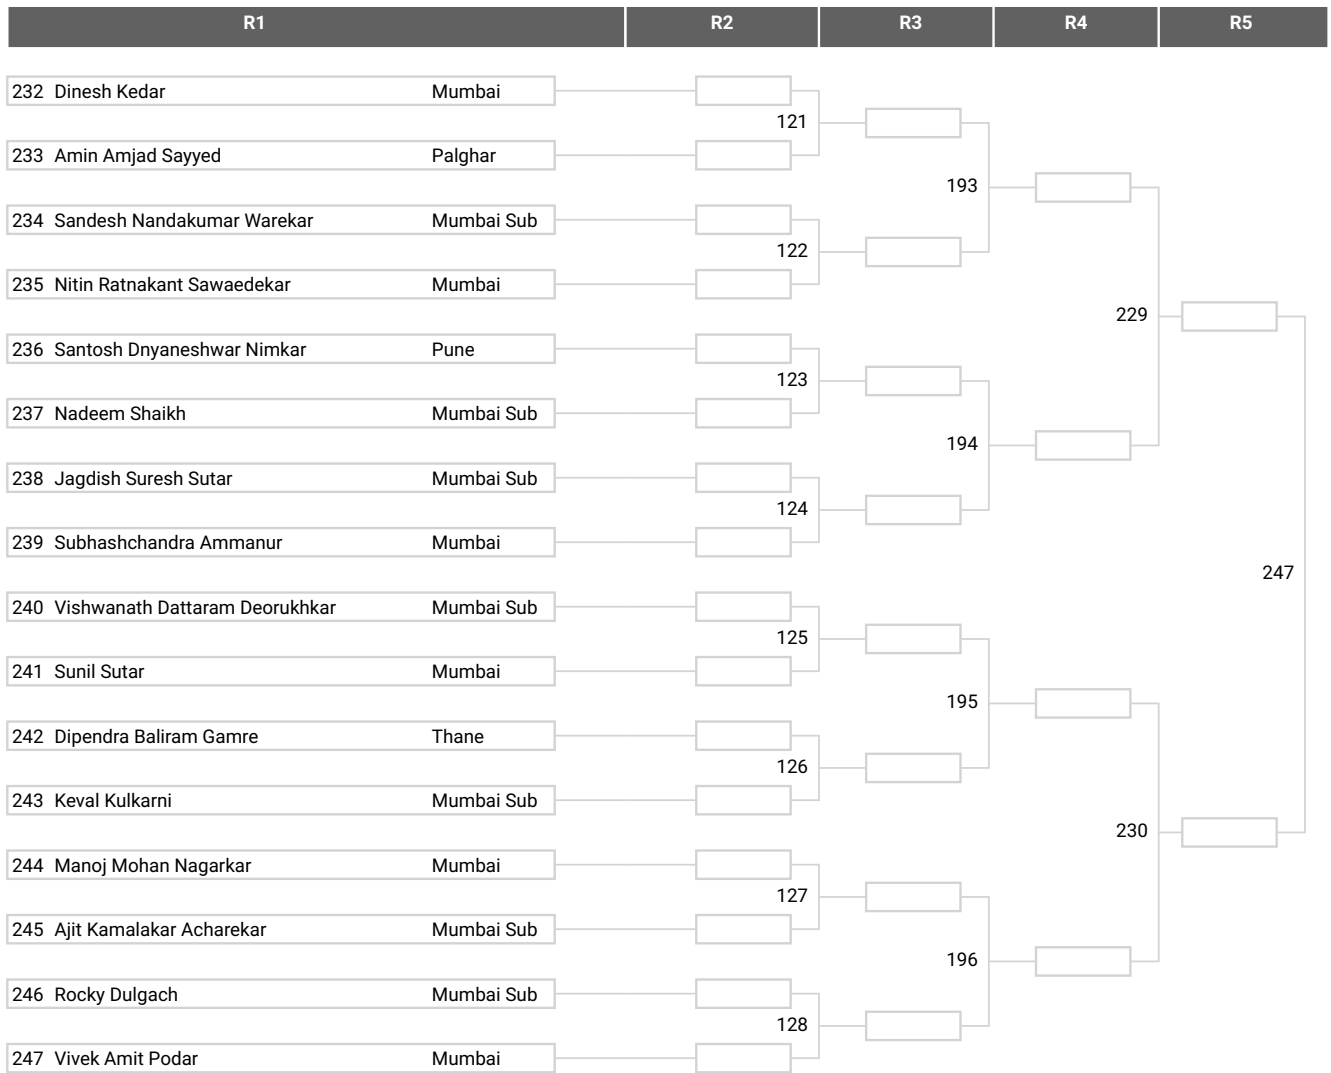 R1 R2 R3 R4 R5
232 Dinesh Kedar Mumbai
121
233 Amin Amjad Sayyed Palghar
193
234 Sandesh Nandakumar Warekar Mumbai Sub
122
235 Nitin Ratnakant Sawaedekar Mumbai
229
236 Santosh Dnyaneshwar Nimkar Pune
123
237 Nadeem Shaikh Mumbai Sub
194
238 Jagdish Suresh Sutar Mumbai Sub
124
239 Subhashchandra Ammanur Mumbai
247
240 Vishwanath Dattaram Deorukhkar Mumbai Sub
125
241 Sunil Sutar Mumbai
195
242 Dipendra Baliram Gamre Thane
126
243 Keval Kulkarni Mumbai Sub
230
244 Manoj Mohan Nagarkar Mumbai
127
245 Ajit Kamalakar Acharekar Mumbai Sub
196
246 Rocky Dulgach Mumbai Sub
128
247 Vivek Amit Podar Mumbai